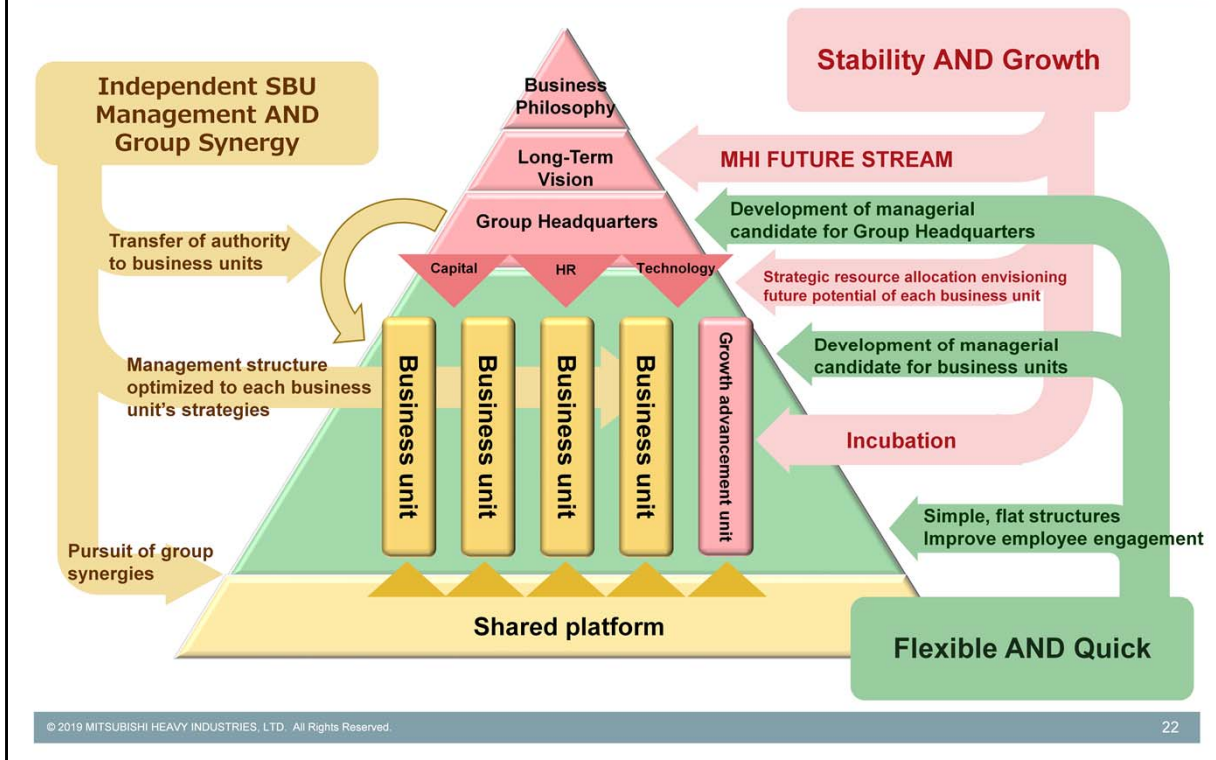 Independent SBU
Management AND
Group Synergy
Transfer of authority
to business units
Management structure
optimized to each business
unit's strategies
Pursuit of group
synergies
Business
Philosophy
Long-Term
Vision
Group Headquarters
Capital
HR
Technology
Business unit
Business unit
Business unit
Business unit
Growth advancement unit
Shared platform
Stability AND Growth
MHI FUTURE STREAM
Development of managerial
candidate for Group Headquarters
Strategic resource allocation envisioning
future potential of each business unit
Development of managerial
candidate for business units
Incubation
Simple, flat structures
Improve employee engagement
Flexible AND Quick
© 2019 MITSUBISHI HEAVY INDUSTRIES, LTD. All Rights Reserved.
22